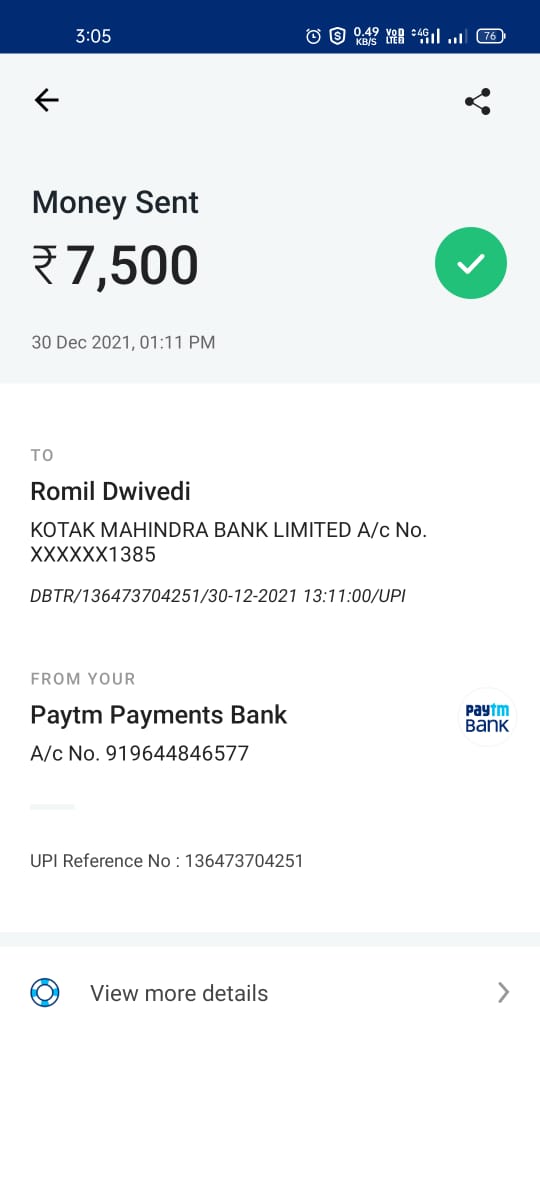 3:05 0.49 KB/S VoD LTE 4G 76
Money Sent
₹7,500
30 Dec 2021, 01:11 PM
TO
Romil Dwivedi
KOTAK MAHINDRA BANK LIMITED A/c No.
XXXXXX1385
DBTR/136473704251/30-12-2021 13:11:00/UPI
FROM YOUR
Paytm Payments Bank
paytm
BANK
A/c No. 919644846577
UPI Reference No : 136473704251
View more details